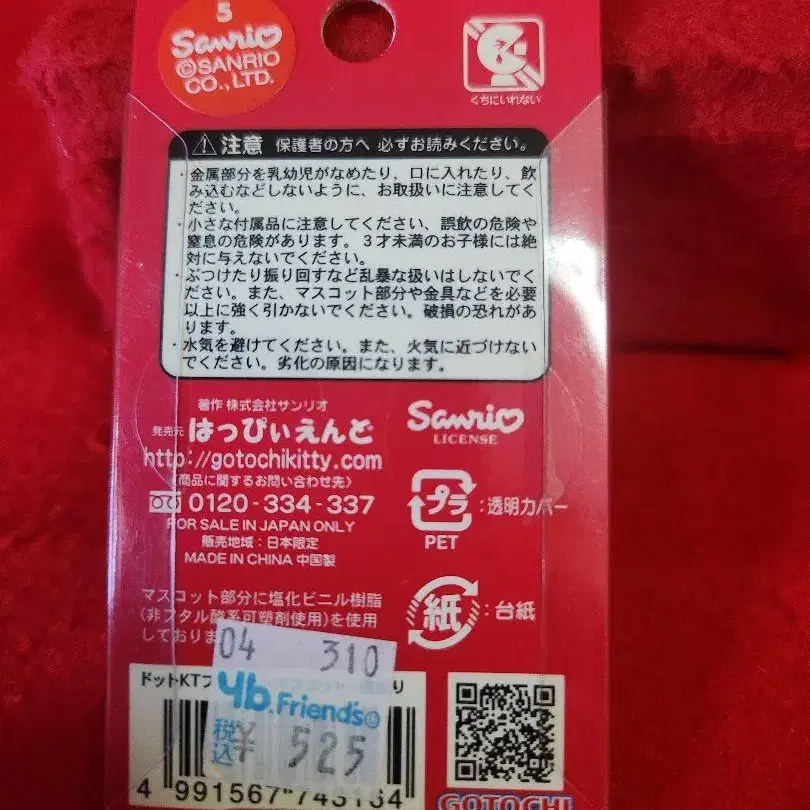 5
Sanrio
©SANRIO
CO., LTD.
くちにいれない
注意 保護者の方へ 必ずお読みください。
・金属部分を乳幼児がなめたり、口に入れたり、飲
み込むなどしないように、お取扱いに注意してく
ださい。
・小さな付属品に注意してください、誤飲の危険や
窒息の危険があります。3才未満のお子様には絶
対に与えないでください。
・ぶつけたり振り回すなど乱暴な扱いはしないでく
ださい。また、マスコット部分や金具などを必要
以上に強く引かないでください。破損の恐れがあ
ります。
・水気を避けてください。また、火気に近づけない
でください。劣化の原因になります。
著作 株式会社サンリオ
発売元 はっぴぃえんど
http://gotochikitty.com
(商品に関するお問い合わせ先)
0120-334-337
FOR SALE IN JAPAN ONLY
販売地域:日本限定
MADE IN CHINA 中国製
Sanrio
LICENSE
プラ :透明カバー
PET
紙 :台紙
マスコット部分に塩化ビニル樹脂
(非フタル酸系可塑剤使用)を使用
しておりま
04 310
ドットKT
り
yb.Friend's
税込 ¥ 525
4 991567 743164
GOTOCHI